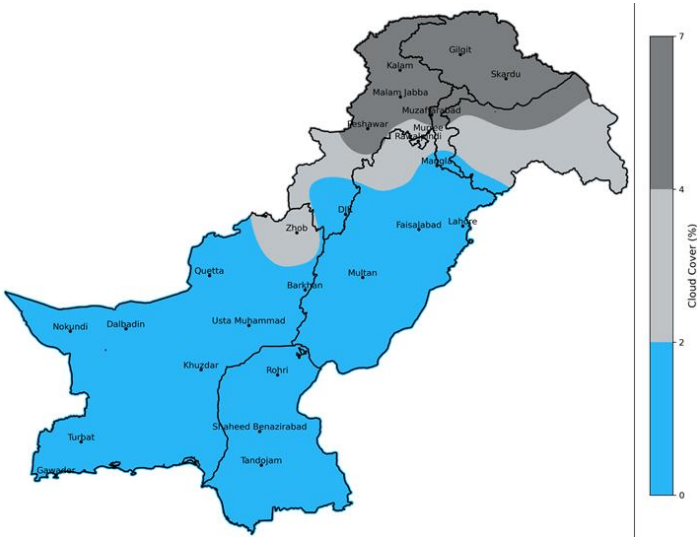 7
Gilgit
Kalam
Skardu
Malam Jabba
Muzaffarabad
Peshawar
Murree
Rawalpindi
Mangla
4
DIK
Zhob
Faisalabad
Lahore
Cloud Cover (%)
Quetta
Multan
Barkhan
Nokundi
Dalbadin
Usta Muhammad
2
Khuzdar
Rohri
Turbat
Shaheed Benazirabad
Gawader
Tandojam
0